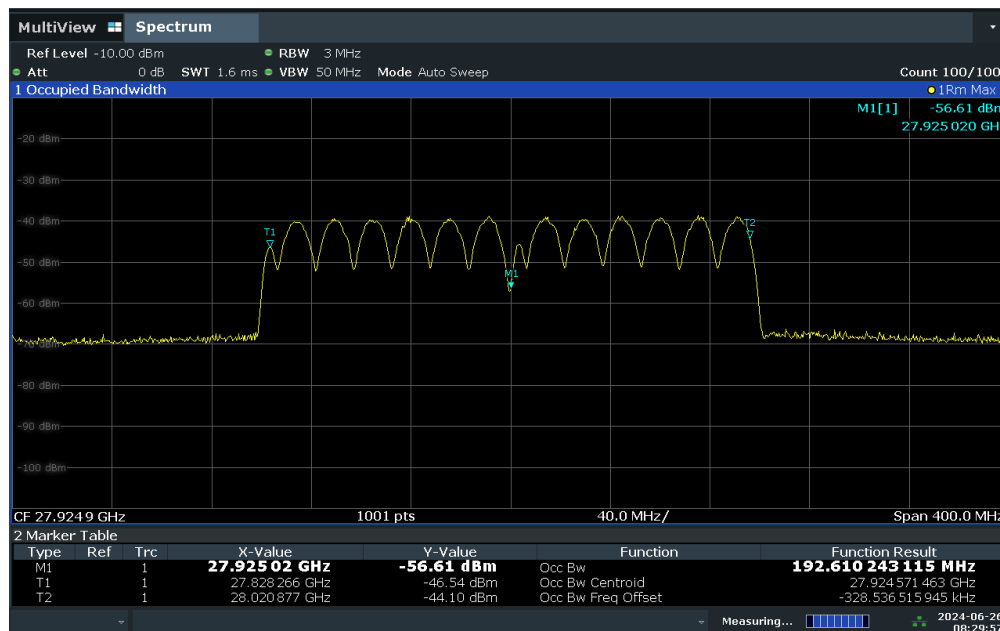 MultiView Spectrum
Ref Level -10.00 dBm RBW 3 MHz
Att 0 dB SWT 1.6 ms VBW 50 MHz Mode Auto Sweep Count 100/100
1 Occupied Bandwidth 1Rm Max
M1[1] -56.61 dBm
27.925 020 GH
-20 dBm
-30 dBm
-40 dBm
T1 T2
-50 dBm
M1
-60 dBm
-70 dBm
-80 dBm
-90 dBm
-100 dBm
CF 27.9249 GHz 1001 pts 40.0 MHz/ Span 400.0 MHz
2 Marker Table
Type Ref Trc X-Value Y-Value Function Function Result
M1 1 27.925 02 GHz -56.61 dBm Occ Bw 192.610 243 115 MHz
T1 1 27.828 266 GHz -46.54 dBm Occ Bw Centroid 27.924 571 463 GHz
T2 1 28.020 877 GHz -44.10 dBm Occ Bw Freq Offset -328.536 515 945 kHz
Measuring... 2024-06-26
08:29:57